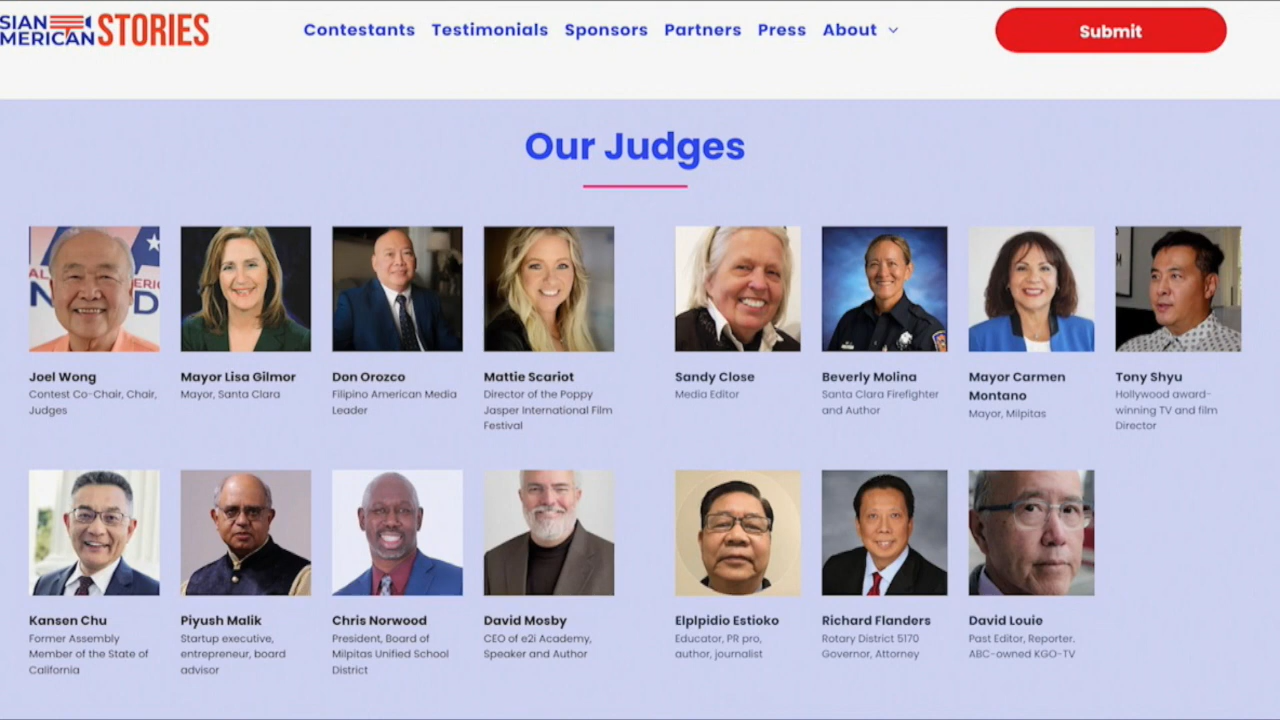 SIAN
MERICAN STORIES
Contestants Testimonials Sponsors Partners Press About
Submit
Our Judges
Joel Wong
Contest Co-Chair, Chair,
Judges
Mayor Lisa Gilmor
Mayor, Santa Clara
Don Orozco
Filipino American Media
Leader
Mattie Scariot
Director of the Poppy
Jasper International Film
Festival
Sandy Close
Media Editor
Beverly Molina
Santa Clara Firefighter
and Author
Mayor Carmen
Montano
Mayor, Milpitas
Tony Shyu
Hollywood award-
winning TV and film
Director
Kansen Chu
Former Assembly
Member of the State of
California
Piyush Malik
Startup executive,
entrepreneur, board
advisor
Chris Norwood
President, Board of
Milpitas Unified School
District
David Mosby
CEO of e2i Academy,
Speaker and Author
Elplpidio Estioko
Educator, PR pro,
author, journalist
Richard Flanders
Rotary District 5170
Governor, Attorney
David Louie
Past Editor, Reporter.
ABC-owned KGO-TV